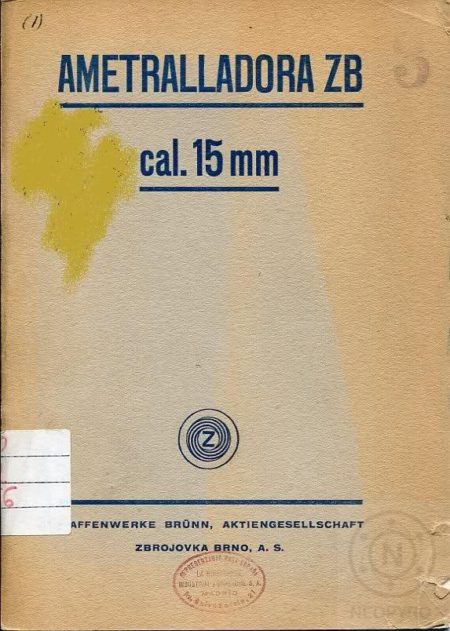 (1)
AMETRALLADORA ZB
cal. 15 mm
Z
AFFENWERKE BRÜNN, AKTIENGESELLSCHAFT
ZBROJOVKA BRNO, A. S.
MADRID
N